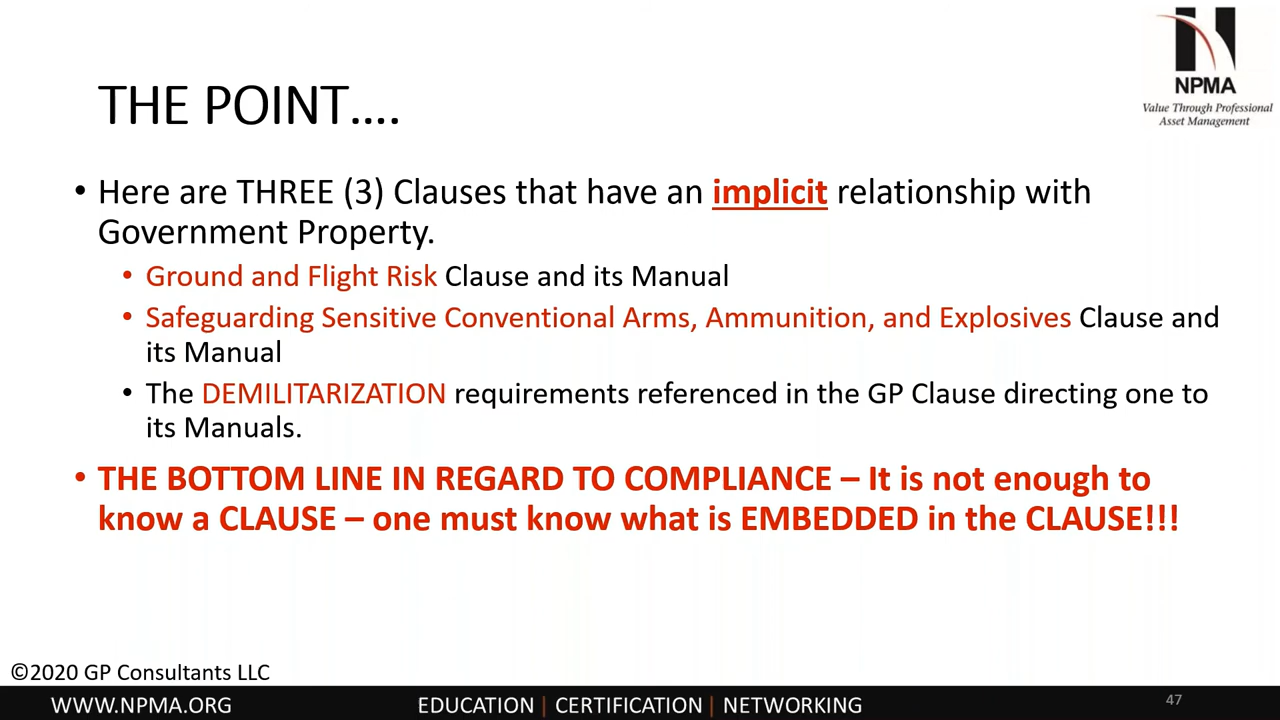 NPMA
Value Through Professional
Asset Management
THE POINT....
• Here are THREE (3) Clauses that have an implicit relationship with
Government Property.
• Ground and Flight Risk Clause and its Manual
• Safeguarding Sensitive Conventional Arms, Ammunition, and Explosives Clause and
its Manual
• The DEMILITARIZATION requirements referenced in the GP Clause directing one to
its Manuals.
• THE BOTTOM LINE IN REGARD TO COMPLIANCE – It is not enough to
know a CLAUSE – one must know what is EMBEDDED in the CLAUSE!!!
©2020 GP Consultants LLC
WWW.NPMA.ORG EDUCATION | CERTIFICATION | NETWORKING 47